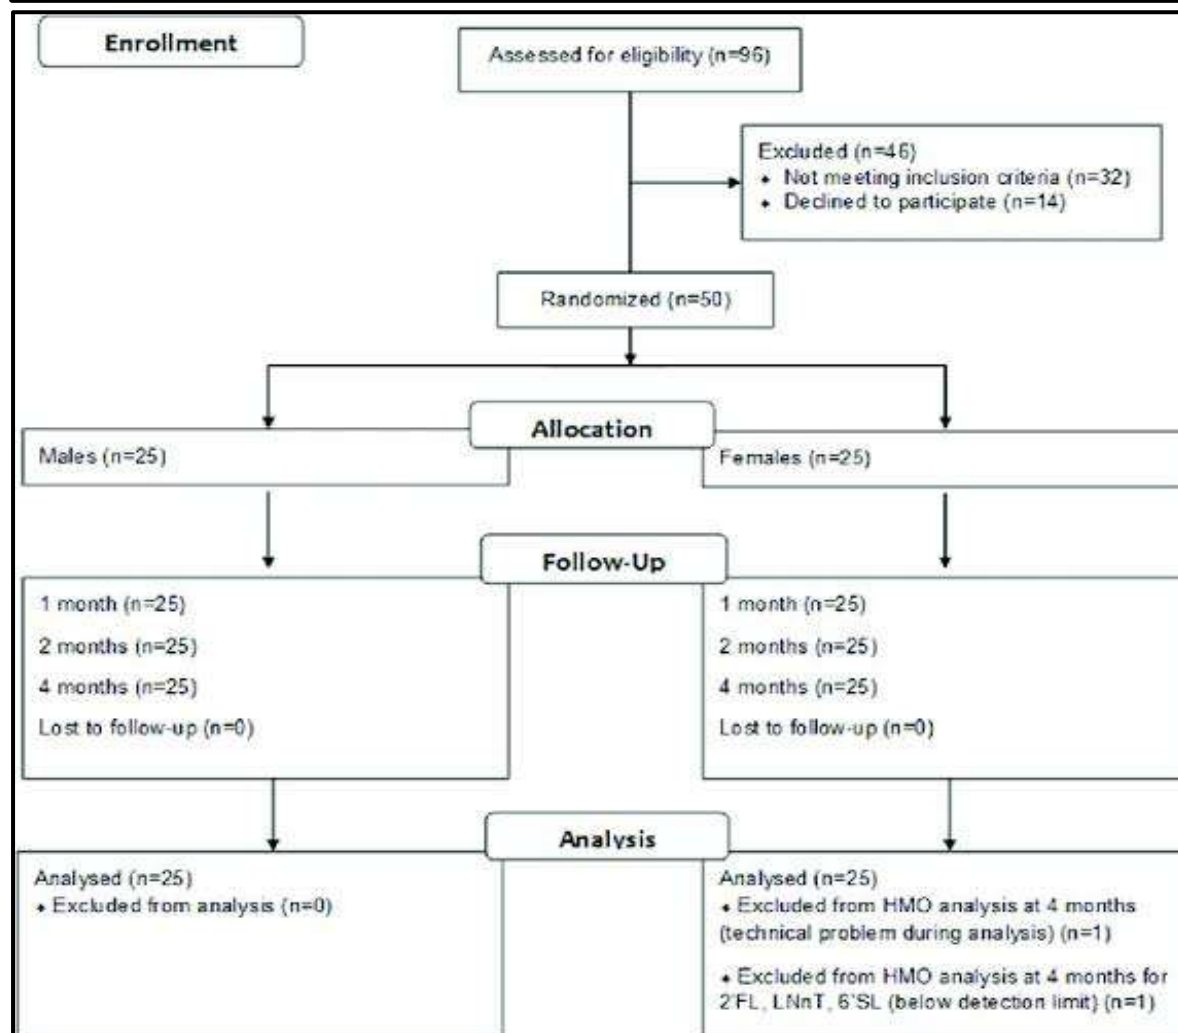 Enrollment
Assessed for eligibility (n=96)
Excluded (n=46)
♦ Not meeting inclusion criteria (n=32)
♦ Declined to participate (n=14)
Randomized (n=50)
Allocation
Males (n=25)
Females (n=25)
Follow-Up
1 month (n=25)
2 months (n=25)
4 months (n=25)
Lost to follow-up (n=0)
1 month (n=25)
2 months (n=25)
4 months (n=25)
Lost to follow-up (n=0)
Analysis
Analysed (n=25)
♦ Excluded from analysis (n=0)
Analysed (n=25)
♦ Excluded from HMO analysis at 4 months
(technical problem during analysis) (n=1)
♦ Excluded from HMO analysis at 4 months for
2'FL, LNnT, 6'SL (below detection limit) (n=1)